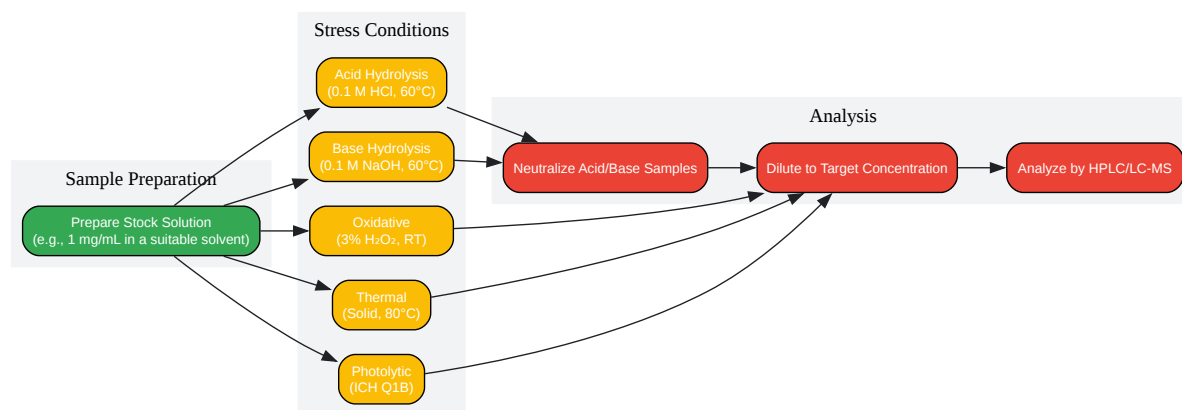 Sample Preparation
Prepare Stock Solution
(e.g., 1 mg/mL in a suitable solvent)
Stress Conditions
Acid Hydrolysis
(0.1 M HCl, 60°C)
Base Hydrolysis
(0.1 M NaOH, 60°C)
Oxidative
(3% H₂O₂, RT)
Thermal
(Solid, 80°C)
Photolytic
(ICH Q1B)
Analysis
Neutralize Acid/Base Samples
Dilute to Target Concentration
Analyze by HPLC/LC-MS